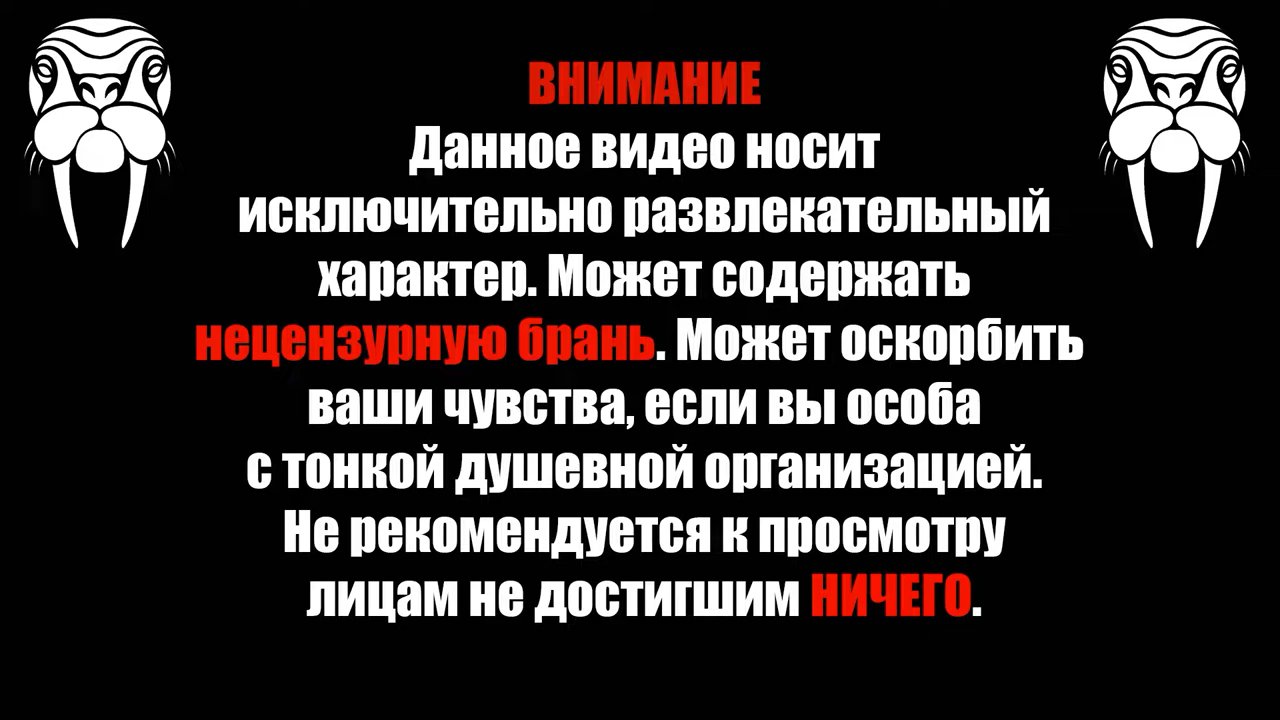 ВНИМАНИЕ
Данное видео носит
исключительно развлекательный
характер. Может содержать
нецензурную брань. Может оскорбить
ваши чувства, если вы особа
с тонкой душевной организацией.
Не рекомендуется к просмотру
лицам не достигшим НИЧЕГО.